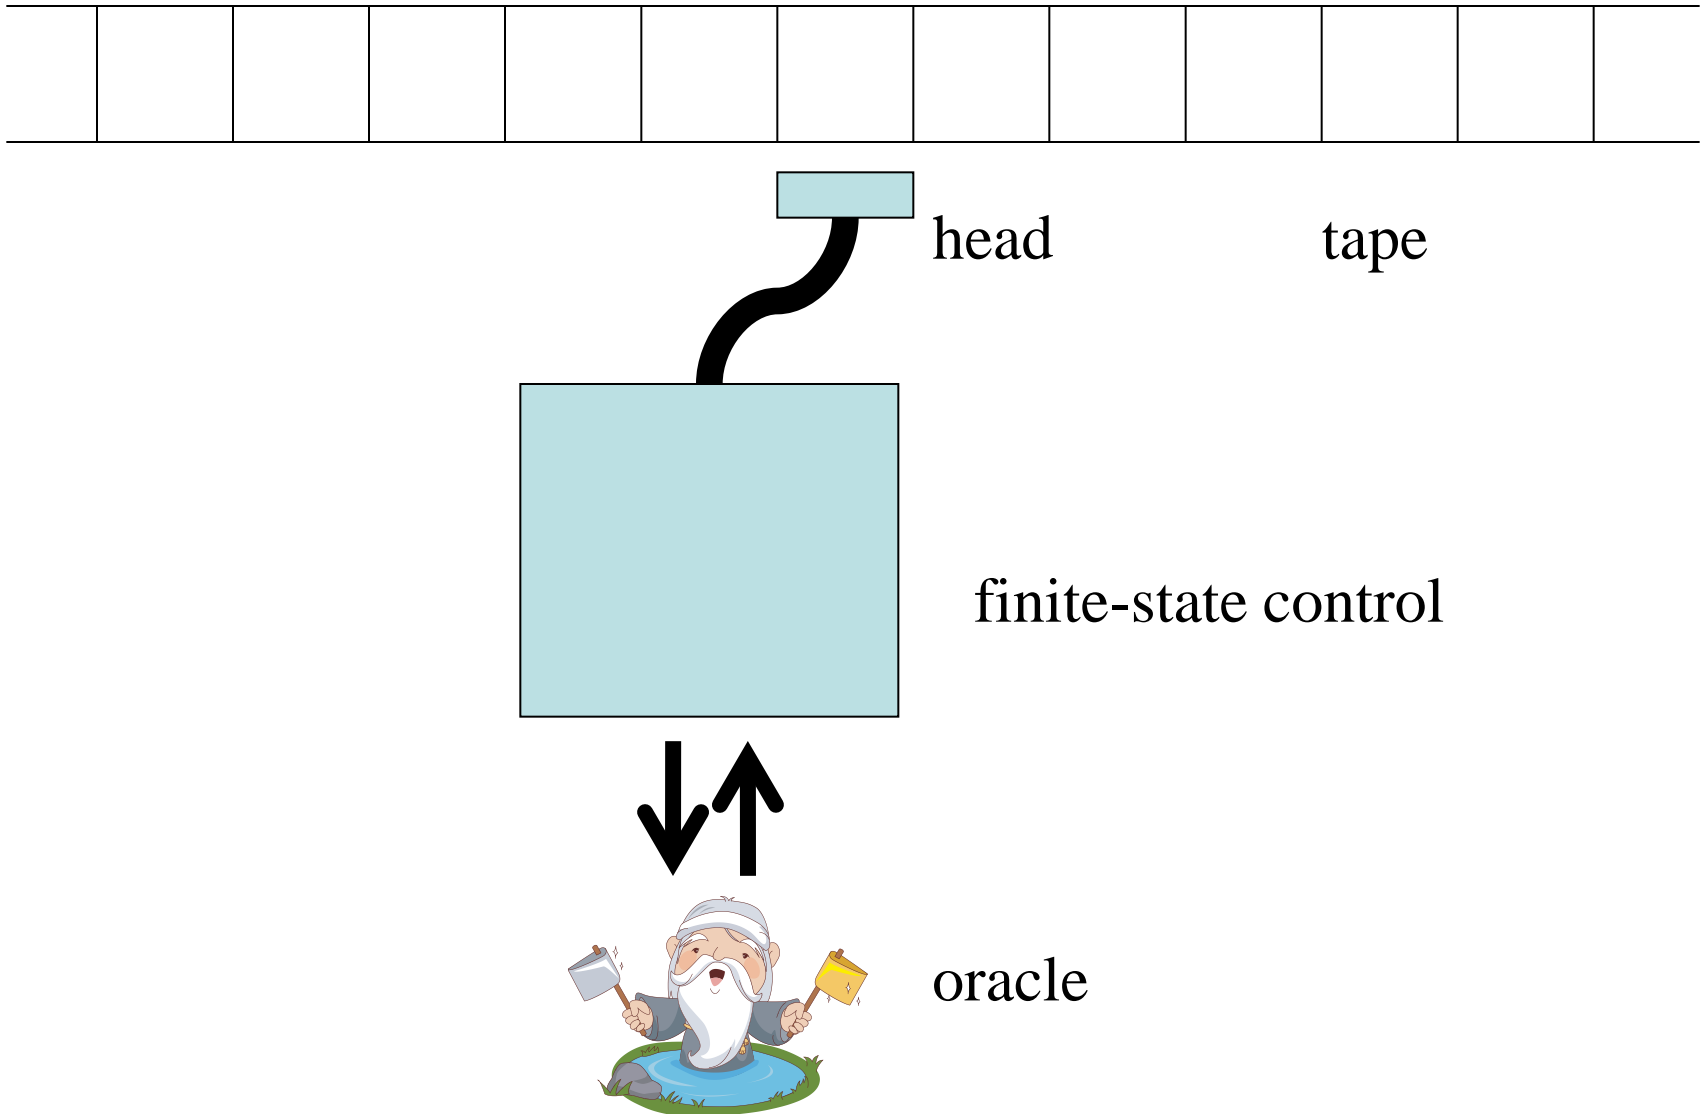 head
tape
finite-state control
oracle